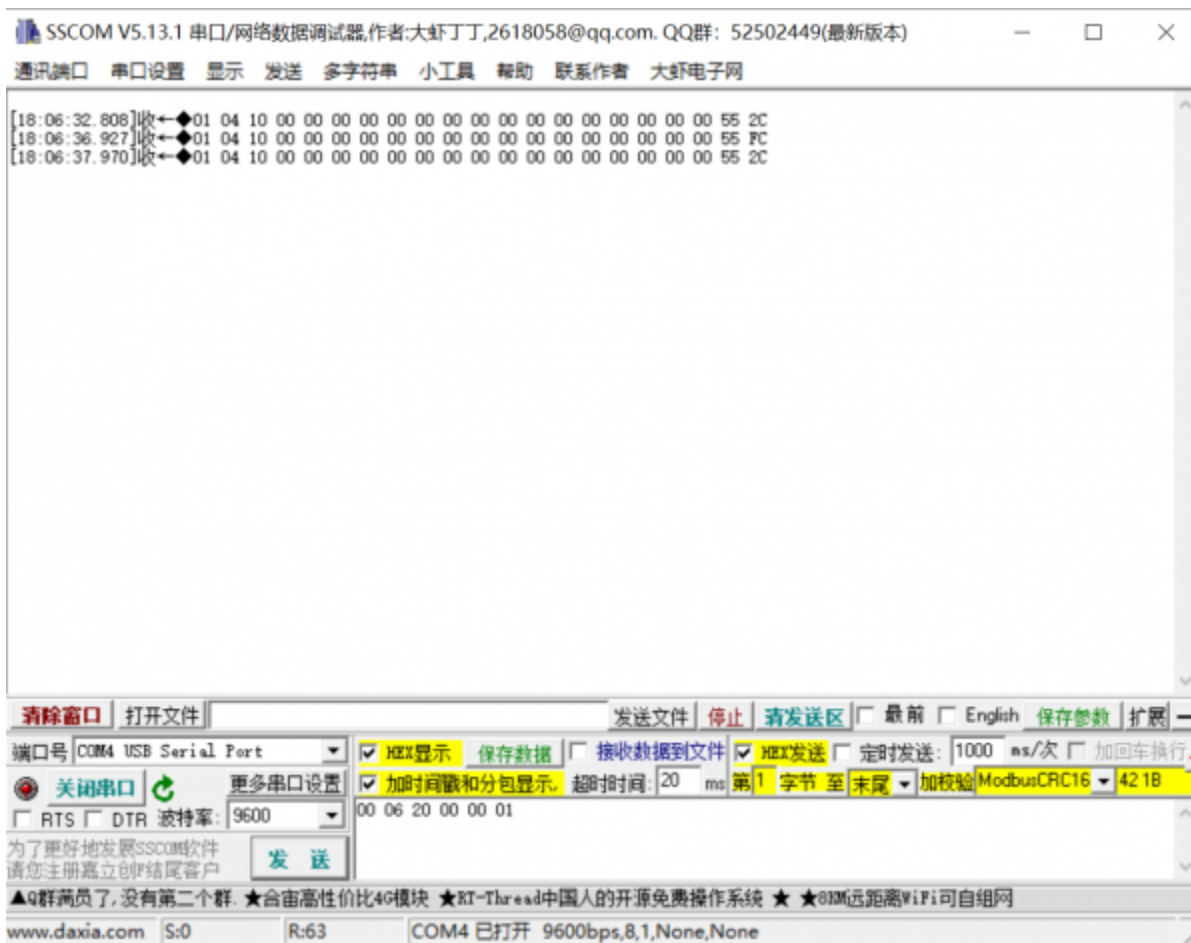 SSCOM V5.13.1 串口/网络数据调试器,作者:大虾丁丁,2618058@qq.com. QQ群：52502449(最新版本)
通讯端口 串口设置 显示 发送 多字符串 小工具 帮助 联系作者 大虾电子网
[18:06:32.808]收←◆01 04 10 00 00 00 00 00 00 00 00 00 00 00 00 00 00 00 00 55 2C
[18:06:36.927]收←◆01 04 10 00 00 00 00 00 00 00 00 00 00 00 00 00 00 00 00 55 FC
[18:06:37.970]收←◆01 04 10 00 00 00 00 00 00 00 00 00 00 00 00 00 00 00 00 55 2C
清除窗口 打开文件 发送文件 停止 清发送区 最前 English 保存参数 扩展 —
端口号 COM4 USB Serial Port HEX显示 保存数据 接收数据到文件 HEX发送 定时发送: 1000 ms/次 加回车换行
关闭串口 更多串口设置 加时间戳和分包显示, 超时时间: 20 ms 第 1 字节 至 末尾 加校验 ModbusCRC16 42 1B
RTS DTR 波特率: 9600 00 06 20 00 00 01
为了更好地发展SSCOM软件
请您注册嘉立创F结尾客户
发 送
▲Q群满员了,没有第二个群. ★合宙高性价比4G模块 ★RT-Thread中国人的开源免费操作系统 ★ ★8KM远距离WiFi可自组网
www.daxia.com S:0 R:63 COM4 已打开 9600bps,8,1,None,None